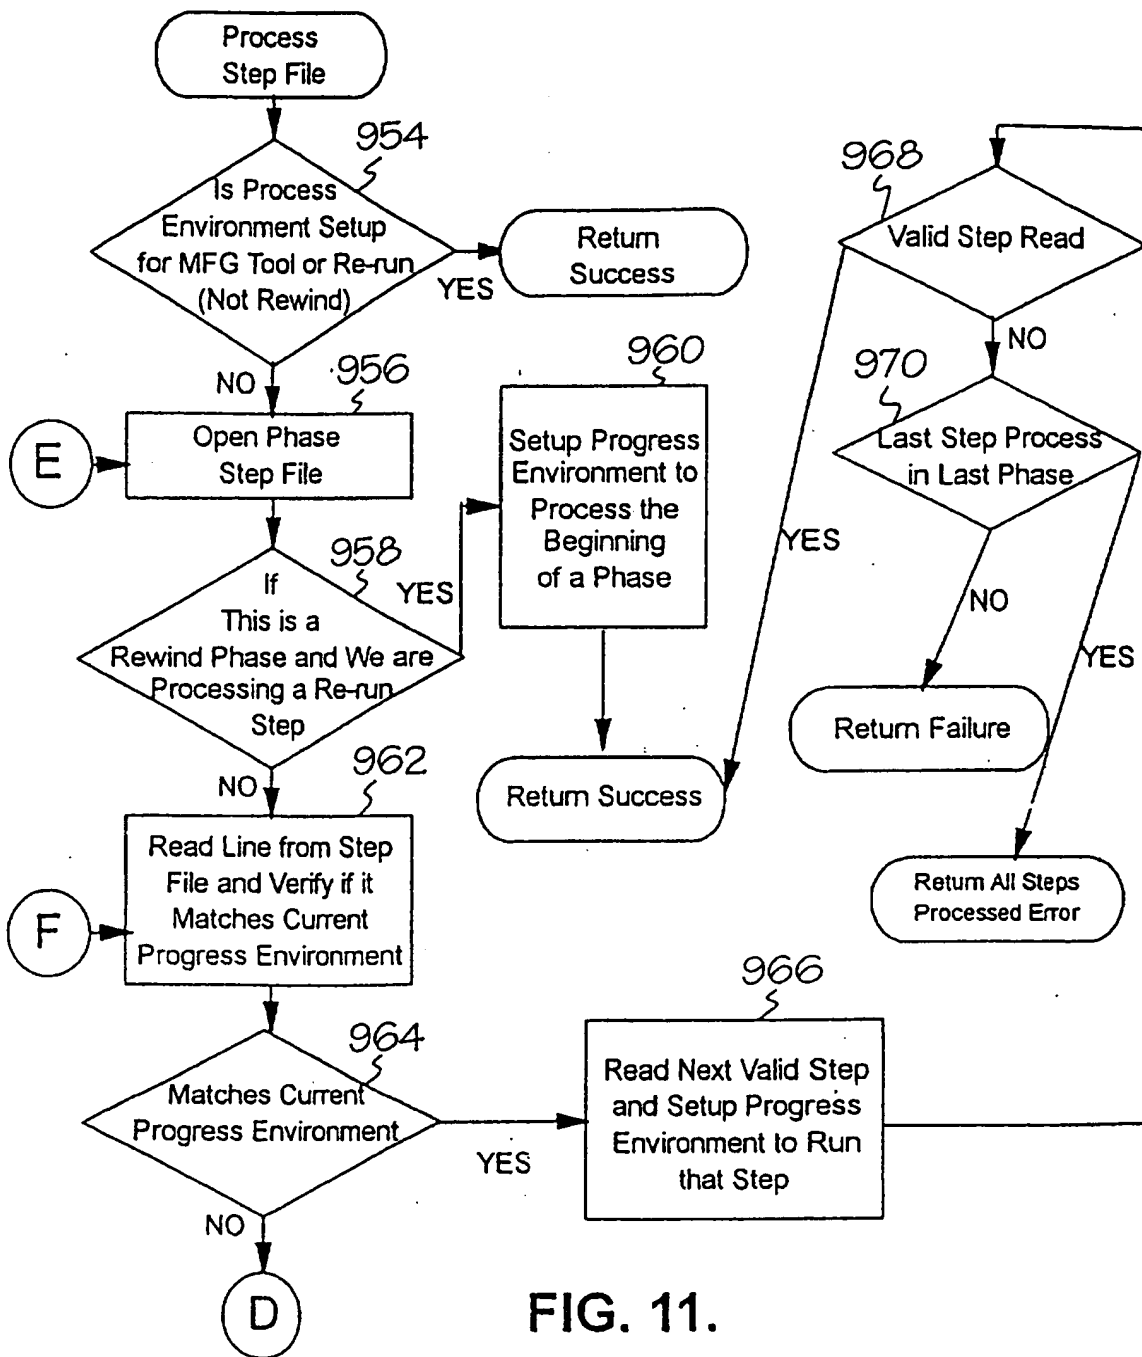 Process
Step File
954
Is Process
Environment Setup
for MFG Tool or Re-run
(Not Rewind)
YES
Return
Success
NO
956
Open Phase
Step File
E
958
If
This is a
Rewind Phase and We are
Processing a Re-run
Step
YES
960
Setup Progress
Environment to
Process the
Beginning
of a Phase
Return Success
NO
962
Read Line from Step
File and Verify if it
Matches Current
Progress Environment
F
964
Matches Current
Progress Environment
YES
966
Read Next Valid Step
and Setup Progress
Environment to Run
that Step
NO
D
968
Valid Step Read
YES
NO
970
Last Step Process
in Last Phase
NO
Return Failure
YES
Return All Steps
Processed Error
FIG. 11.